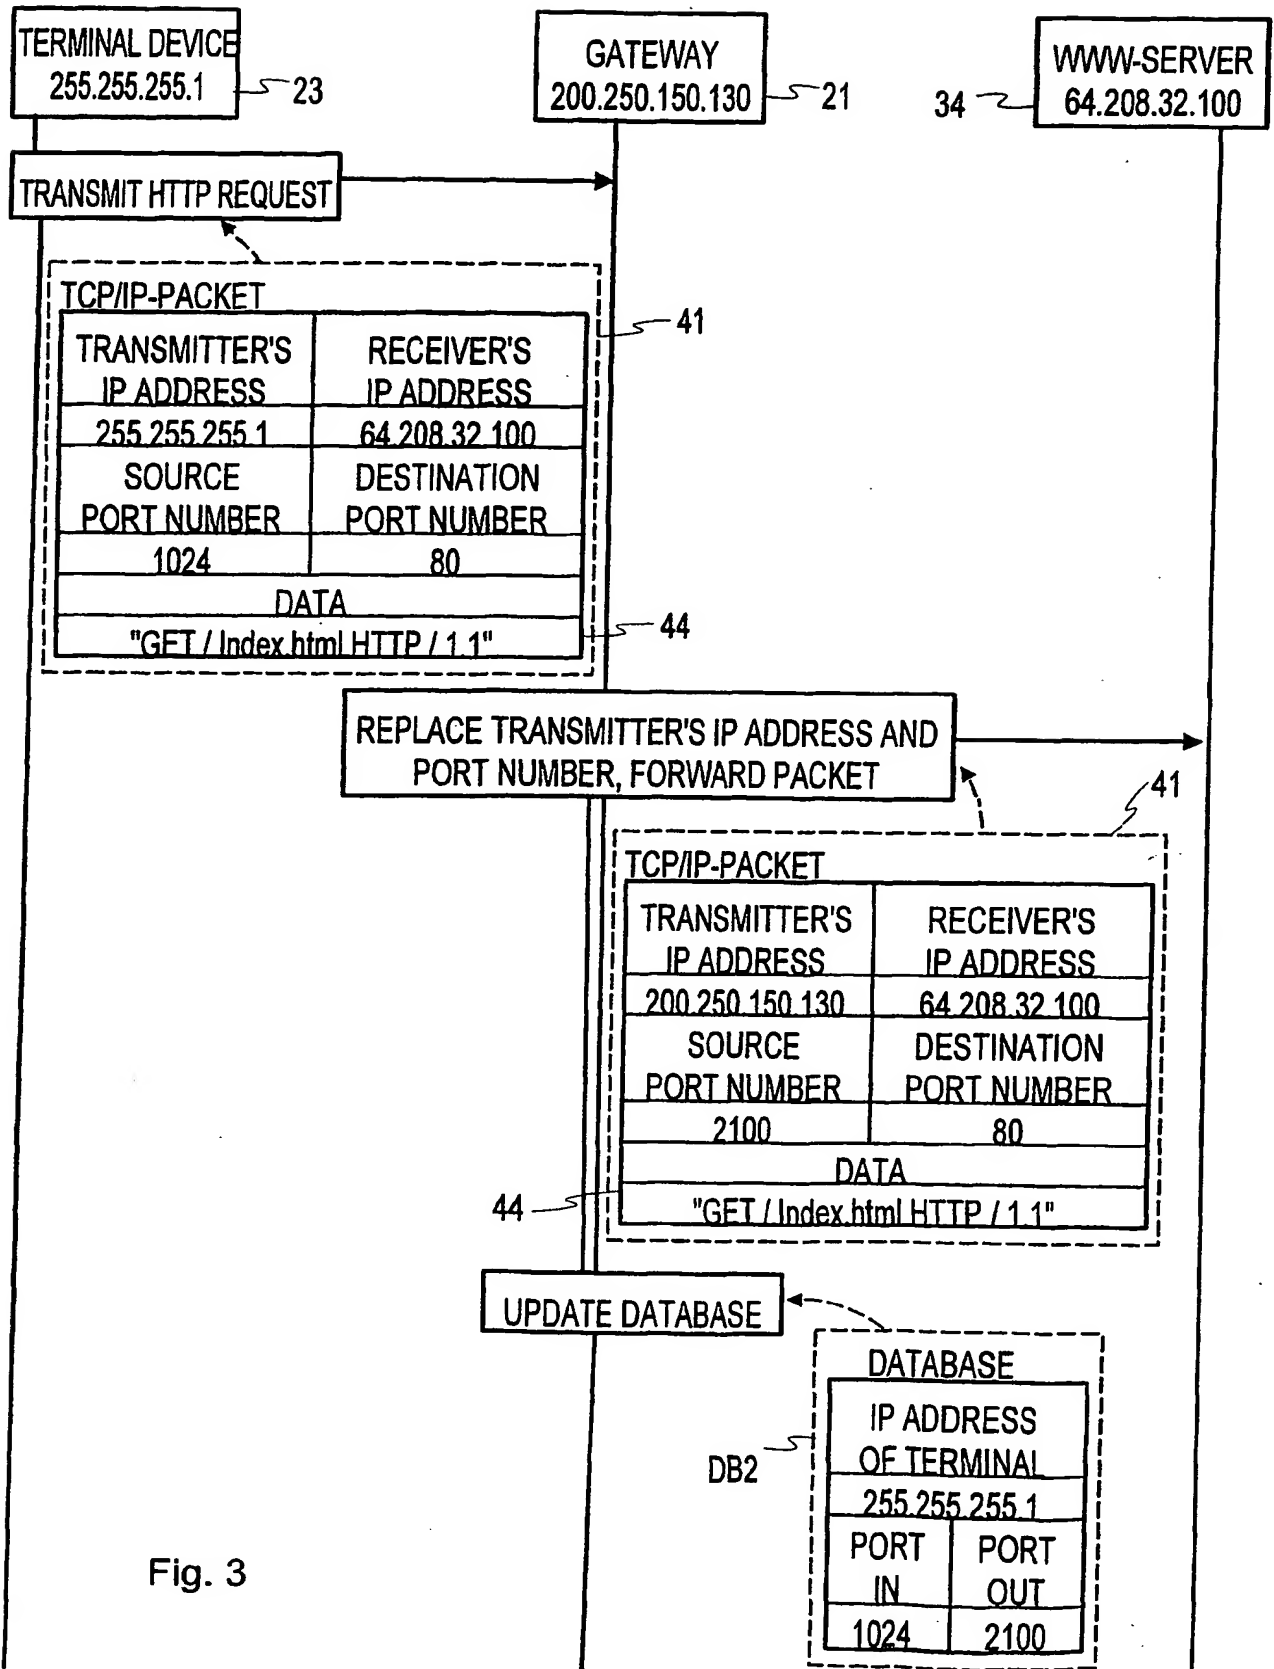 TERMINAL DEVICE
255.255.255.1
23
GATEWAY
200.250.150.130
21
WWW-SERVER
64.208.32.100
34
TRANSMIT HTTP REQUEST
TCP/IP-PACKET
41
TRANSMITTER'S
IP ADDRESS
RECEIVER'S
IP ADDRESS
255.255.255.1
64.208.32.100
SOURCE
PORT NUMBER
DESTINATION
PORT NUMBER
1024
80
DATA
"GET / Index.html HTTP / 1.1"
44
REPLACE TRANSMITTER'S IP ADDRESS AND
PORT NUMBER, FORWARD PACKET
41
TCP/IP-PACKET
TRANSMITTER'S
IP ADDRESS
RECEIVER'S
IP ADDRESS
200.250.150.130
64.208.32.100
SOURCE
PORT NUMBER
DESTINATION
PORT NUMBER
2100
80
DATA
"GET / Index.html HTTP / 1.1"
44
UPDATE DATABASE
DATABASE
IP ADDRESS
OF TERMINAL
DB2
255.255.255.1
PORT
IN
PORT
OUT
1024
2100
Fig. 3